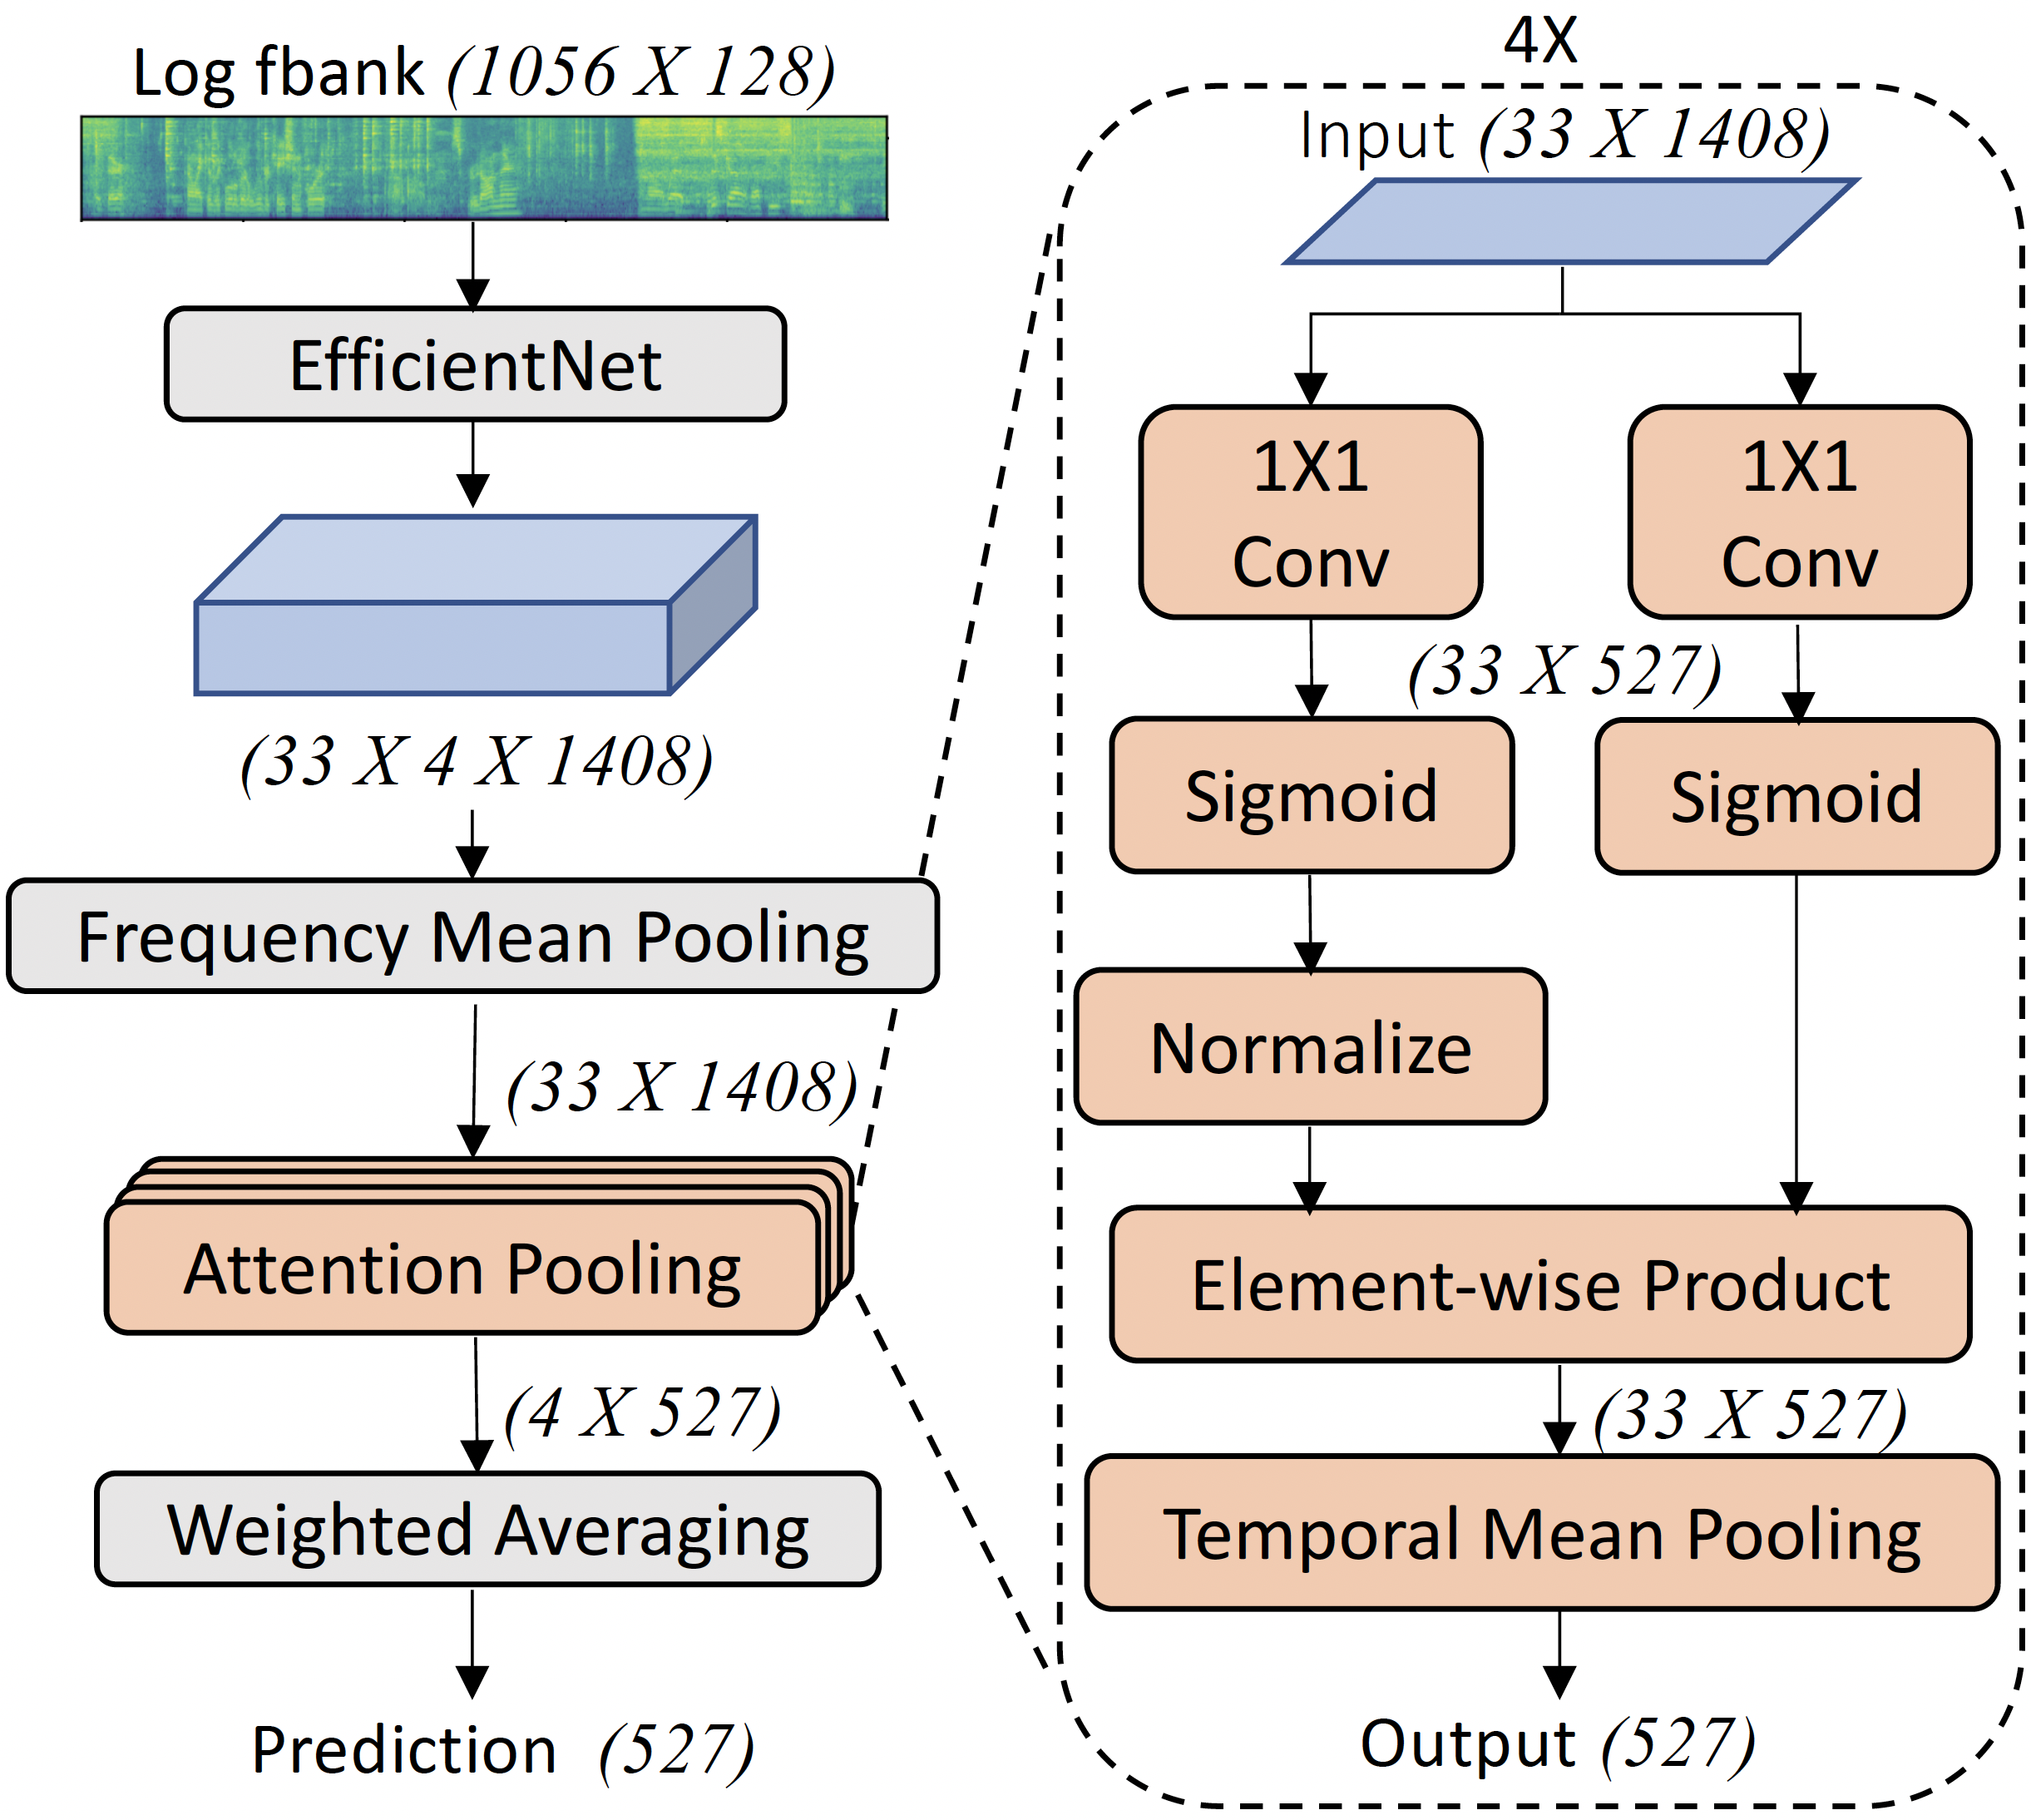 Log fbank (1056 X 128)
EfficientNet
(33 X 4 X 1408)
Frequency Mean Pooling
(33 X 1408)
Attention Pooling
(4 X 527)
Weighted Averaging
Prediction (527)
4X
Input (33 X 1408)
1X1
Conv
1X1
Conv
(33 X 527)
Sigmoid
Sigmoid
Normalize
Element-wise Product
(33 X 527)
Temporal Mean Pooling
Output (527)